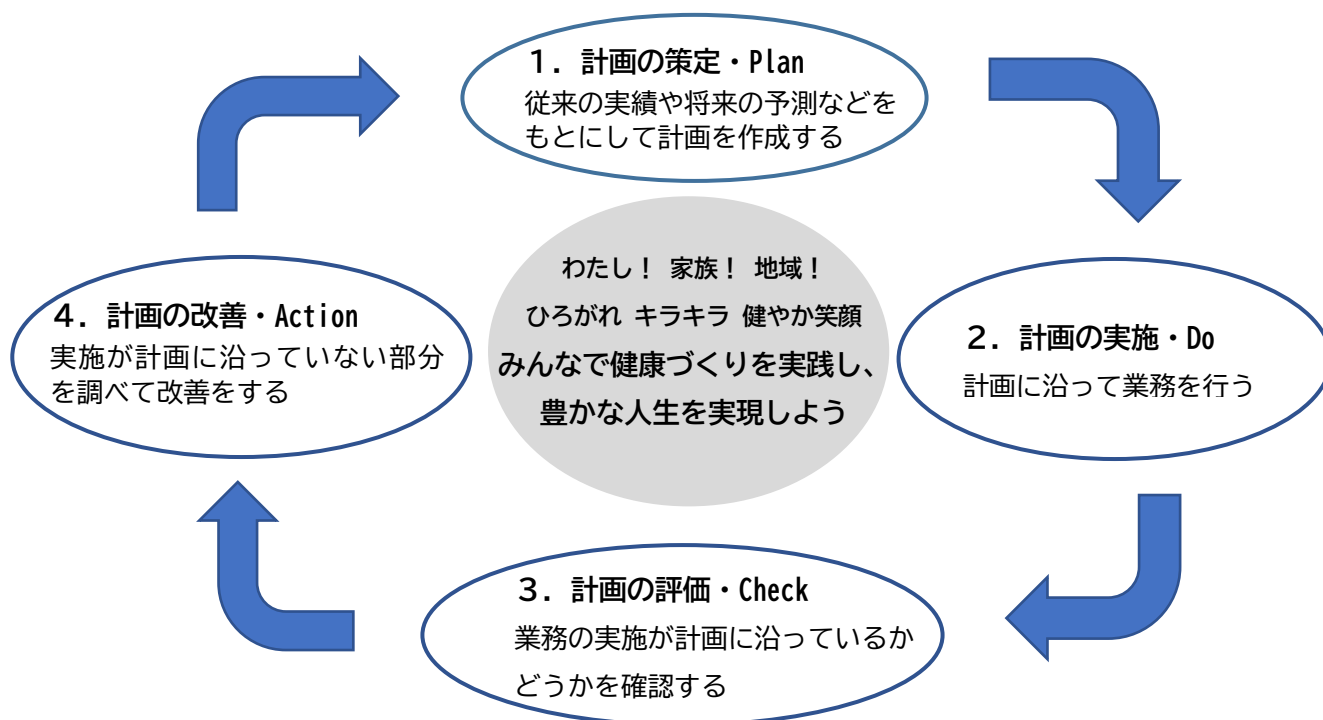 １．計画の策定・Plan
従来の実績や将来の予測などを
もとにして計画を作成する
わたし！ 家族！ 地域！
ひろがれ キラキラ 健やか笑顔
みんなで健康づくりを実践し、
豊かな人生を実現しよう
２．計画の実施・Do
計画に沿って業務を行う
３．計画の評価・Check
業務の実施が計画に沿っているか
どうかを確認する
４．計画の改善・Action
実施が計画に沿っていない部分
を調べて改善をする